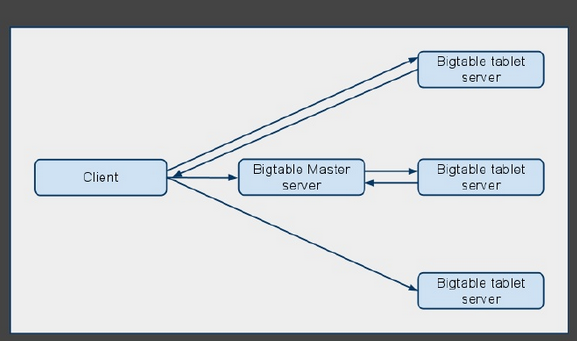 Bigtable tablet
server
Client
Bigtable Master
server
Bigtable tablet
server
Bigtable tablet
server